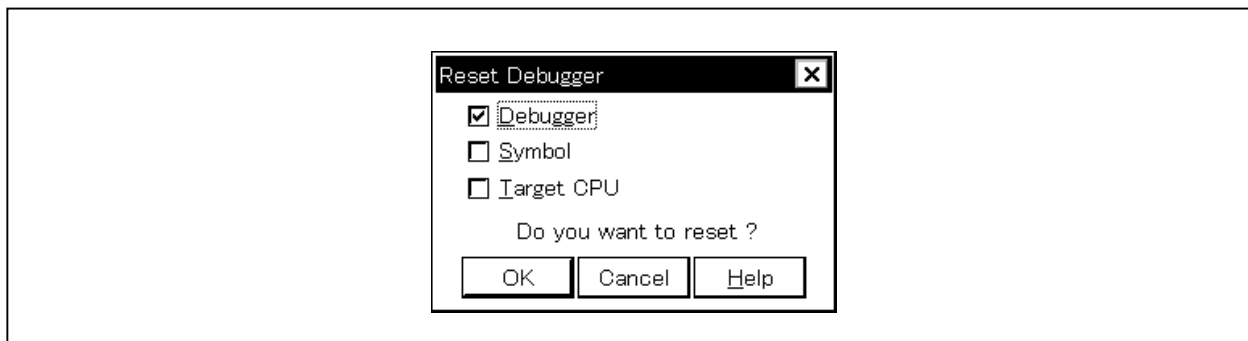 Reset Debugger
Debugger
Symbol
Target CPU
Do you want to reset ?
OK Cancel Help